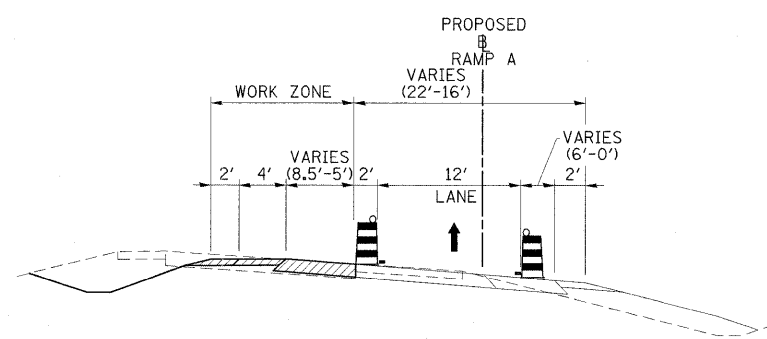 PROPOSED
BL
RAMP A
VARIES
(22'-16')
WORK ZONE
VARIES
(6'-0')
VARIES
(8.5'-5')
2' 4' 2' 12' 2'
LANE